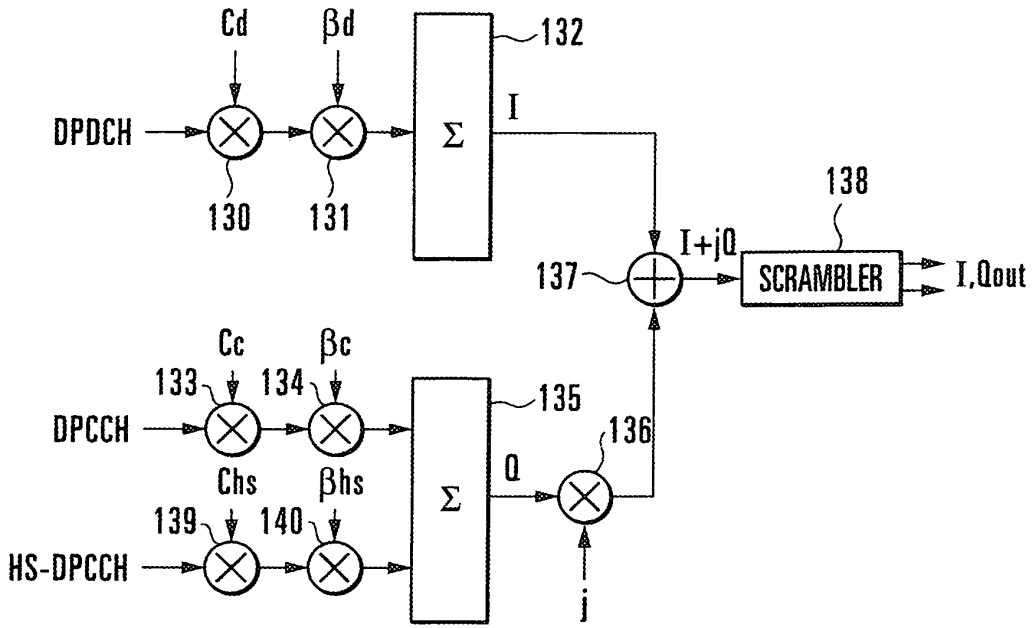 Cd
βd
132
DPDCH
Σ
I
130
131
138
137
I+jQ
SCRAMBLER
I,Qout
Cc
βc
133
134
135
DPCCH
136
Chs
βhs
Q
Σ
139
140
HS-DPCCH
j